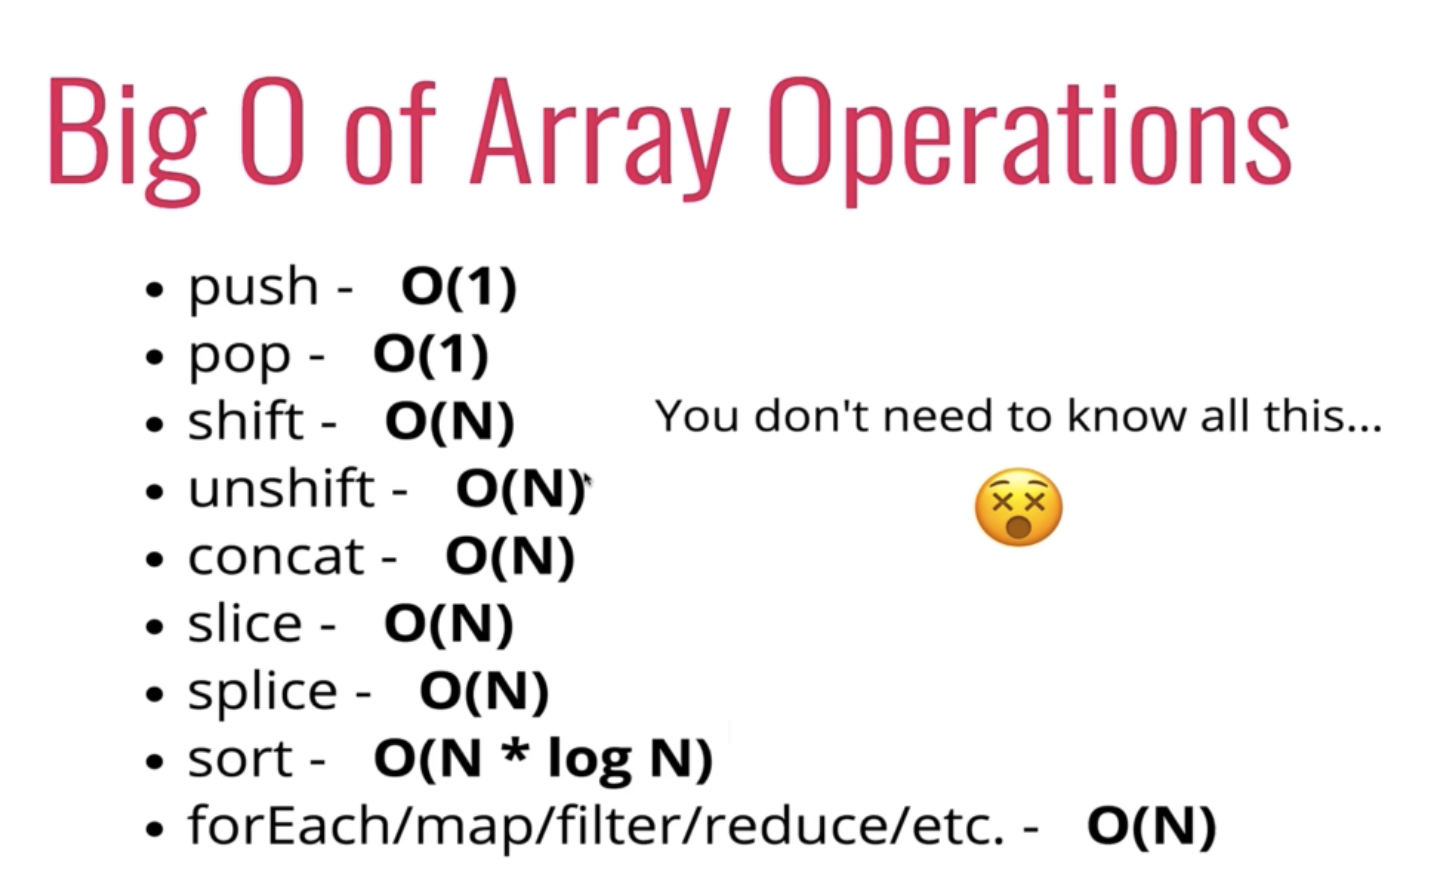 Big O of Array Operations
• push - O(1)
• pop - O(1)
• shift - O(N)
• unshift - O(N)
• concat - O(N)
• slice - O(N)
• splice - O(N)
• sort - O(N * log N)
• forEach/map/filter/reduce/etc. - O(N)
You don't need to know all this...